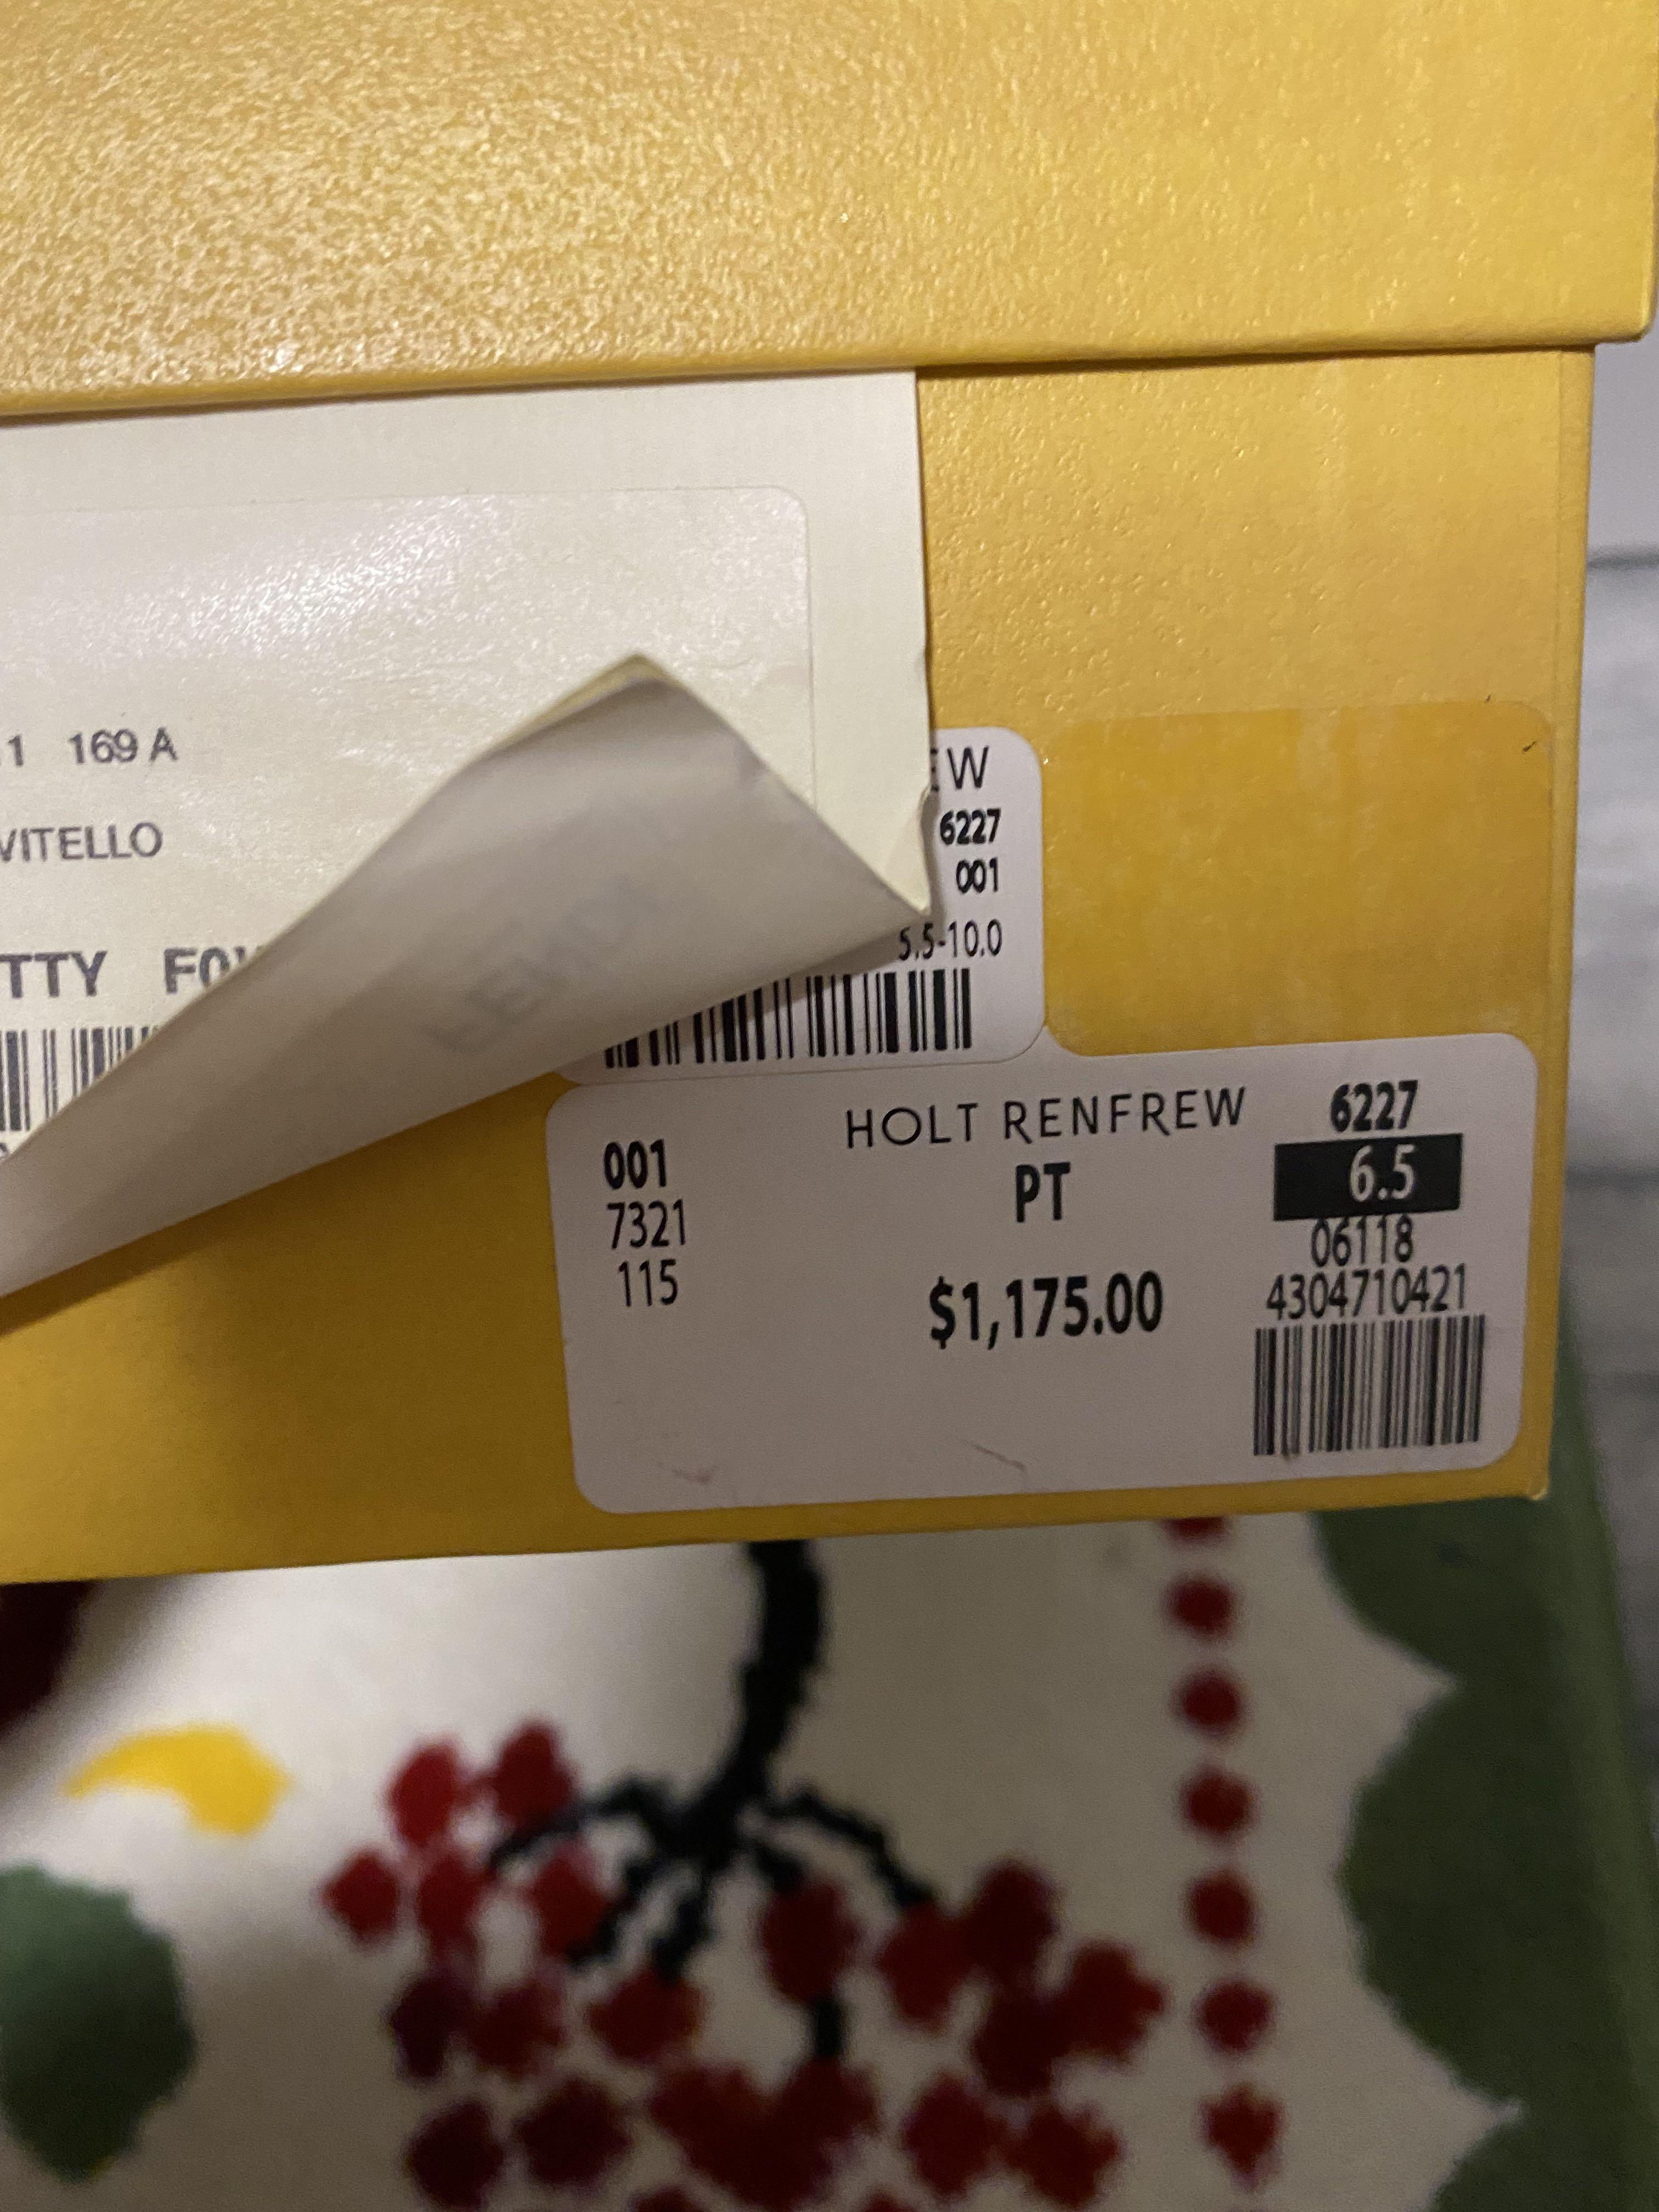 1 169 A
VITELLO
TTY FO
EW
6227
001
5.5-10.0
HOLT RENFREW
6227
001
PT
6.5
7321
06118
115
$1,175.00
4304710421